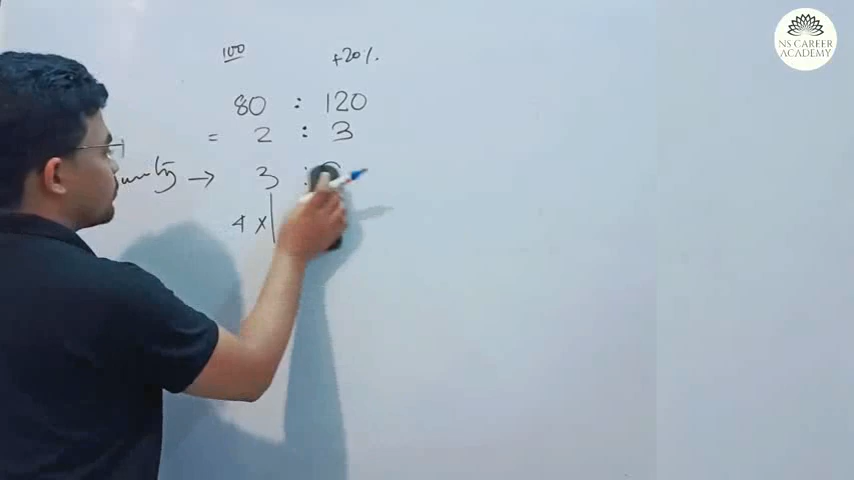 100 +20%.
80 : 120
= 2 : 3
→ 3 :
4 x
NS CAREER
ACADEMY